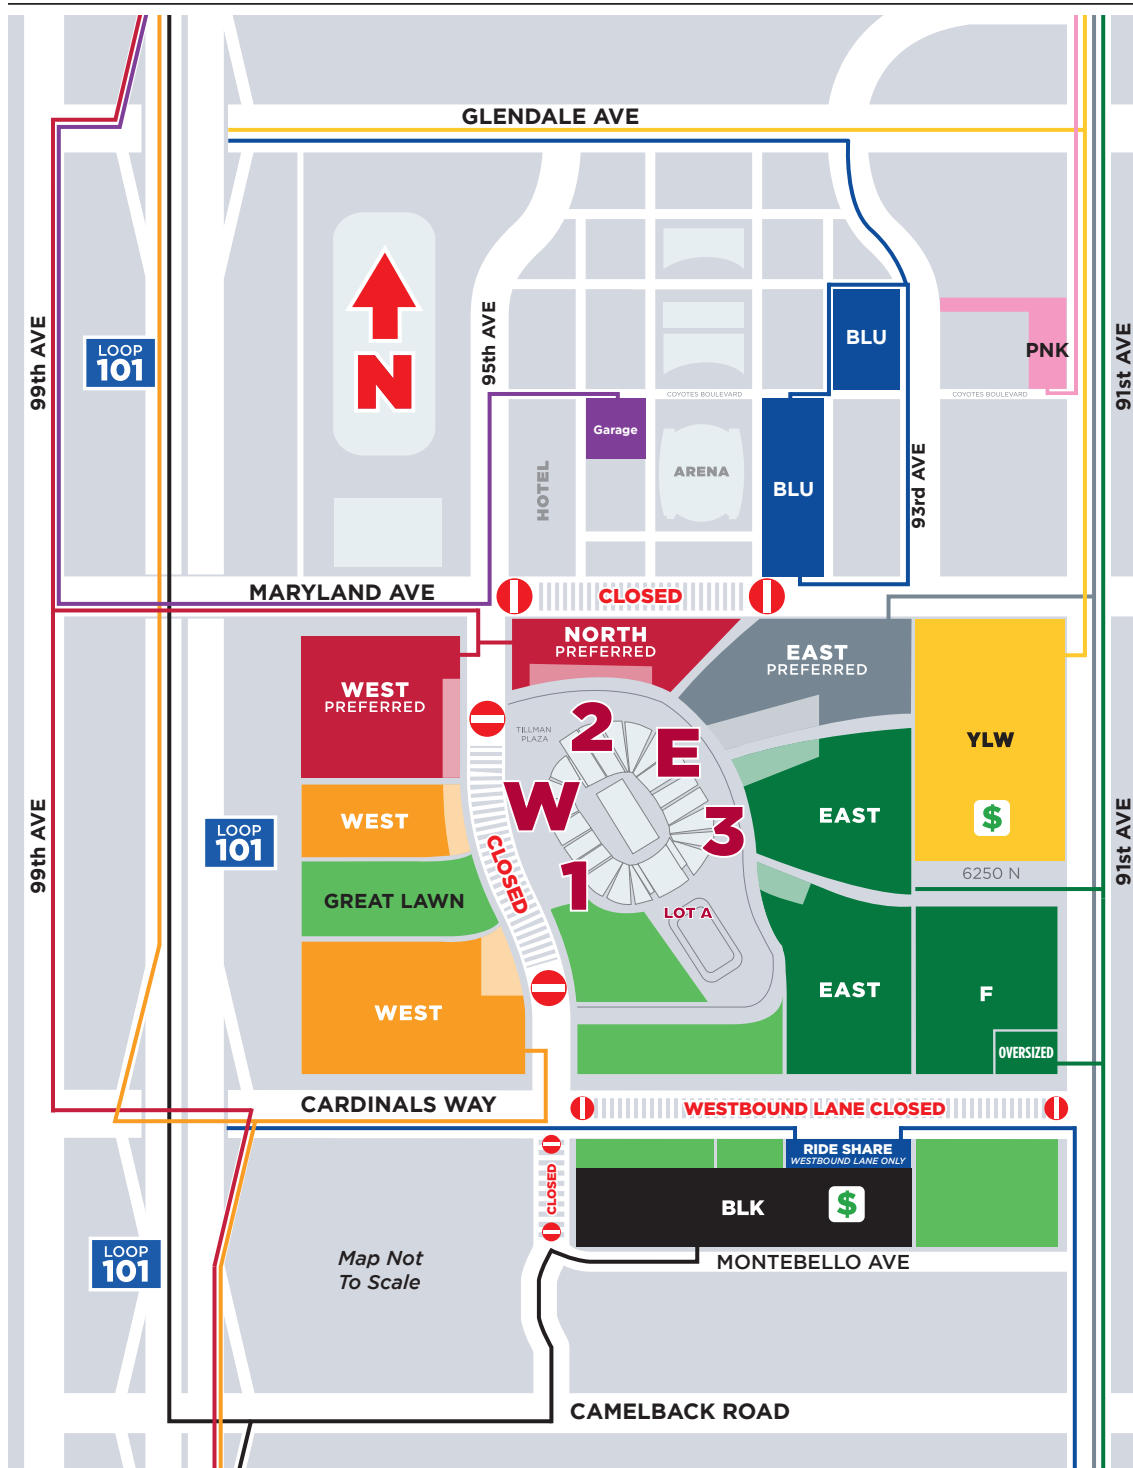 GLENDALE AVE
99th AVE
LOOP
101
N
95th AVE
BLU
PNK
91st AVE
COYOTES BOULEVARD
COYOTES BOULEVARD
Garage
HOTEL
ARENA
BLU
93rd AVE
MARYLAND AVE
CLOSED
NORTH
PREFERRED
EAST
PREFERRED
WEST
PREFERRED
TILLMAN
PLAZA
2
E
YLW
W
3
1
WEST
EAST
$
99th AVE
LOOP
101
CLOSED
91st AVE
6250 N
GREAT LAWN
LOT A
WEST
EAST
F
OVERSIZED
CARDINALS WAY
WESTBOUND LANE CLOSED
RIDE SHARE
WESTBOUND LANE ONLY
CLOSED
BLK
$
LOOP
101
Map Not
To Scale
MONTEBELLO AVE
CAMELBACK ROAD